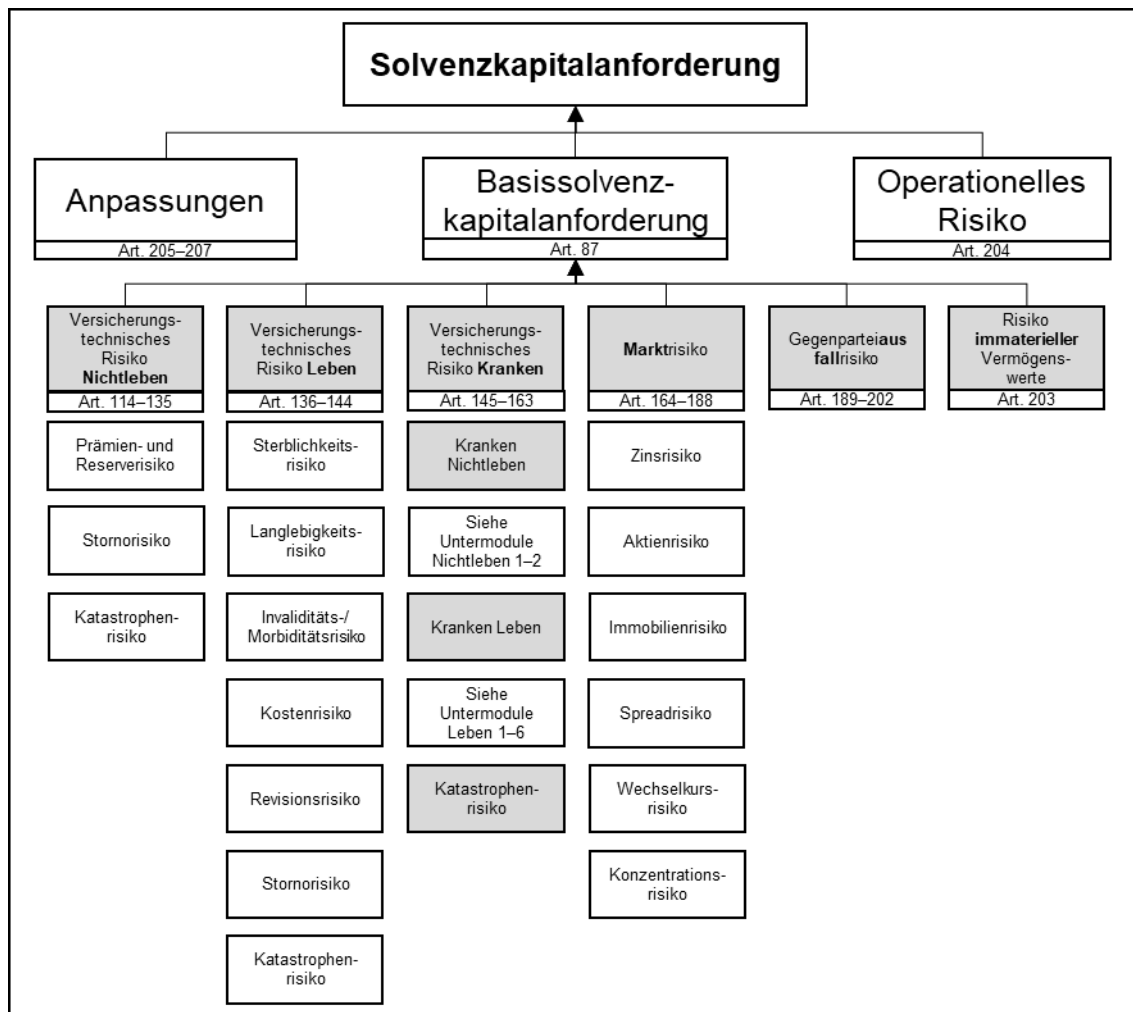 Solvenzkapitalanforderung
Anpassungen
Art. 205–207
Basissolvenz-
kapitalanforderung
Art. 87
Operationelles
Risiko
Art. 204
Versicherungs-
technisches
Risiko
Nichtleben
Art. 114–135
Versicherungs-
technisches
Risiko Leben
Art. 136–144
Versicherungs-
technisches
Risiko Kranken
Art. 145–163
Marktrisiko
Art. 164–188
Gegenparteiaus
fallrisiko
Art. 189–202
Risiko
immaterieller
Vermögens-
werte
Art. 203
Prämien- und
Reserverisiko
Stornorisiko
Katastrophen-
risiko
Sterblichkeits-
risiko
Langlebigkeits-
risiko
Invaliditäts-/
Morbiditätsrisiko
Kostenrisiko
Revisionsrisiko
Stornorisiko
Katastrophen-
risiko
Kranken
Nichtleben
Siehe
Untermodule
Nichtleben 1–2
Kranken Leben
Siehe
Untermodule
Leben 1–6
Katastrophen-
risiko
Zinsrisiko
Aktienrisiko
Immobilienrisiko
Spreadrisiko
Wechselkurs-
risiko
Konzentrations-
risiko